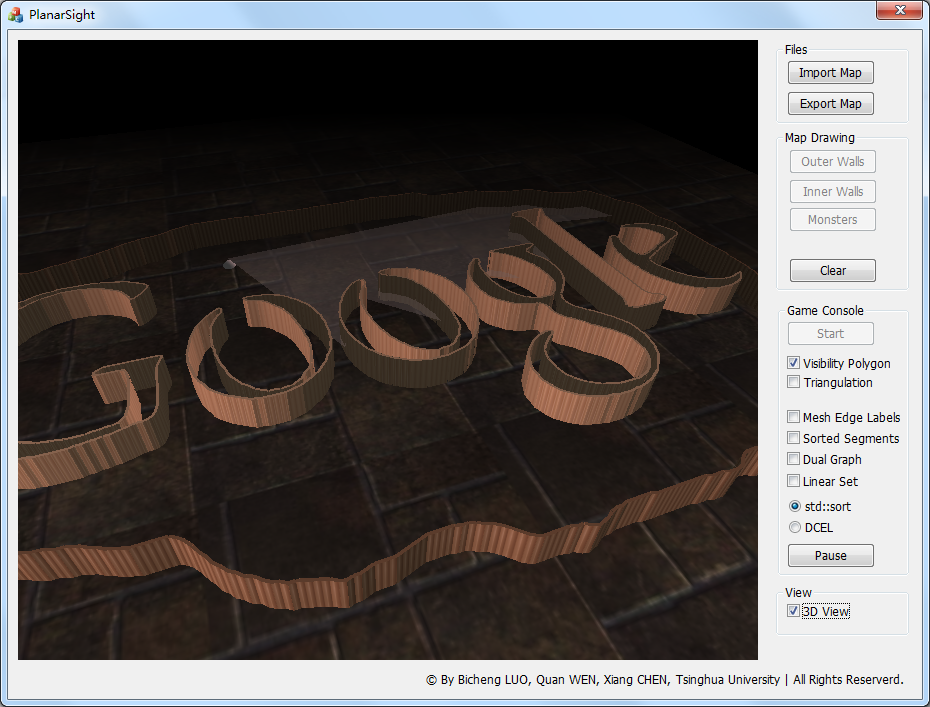 PlanarSight
Google
Files
Import Map
Export Map
Map Drawing
Outer Walls
Inner Walls
Monsters
Clear
Game Console
Start
Visibility Polygon
Triangulation
Mesh Edge Labels
Sorted Segments
Dual Graph
Linear Set
std::sort
DCEL
Pause
View
3D View
© By Bicheng LUO, Quan WEN, Xiang CHEN, Tsinghua University | All Rights Reserverd.